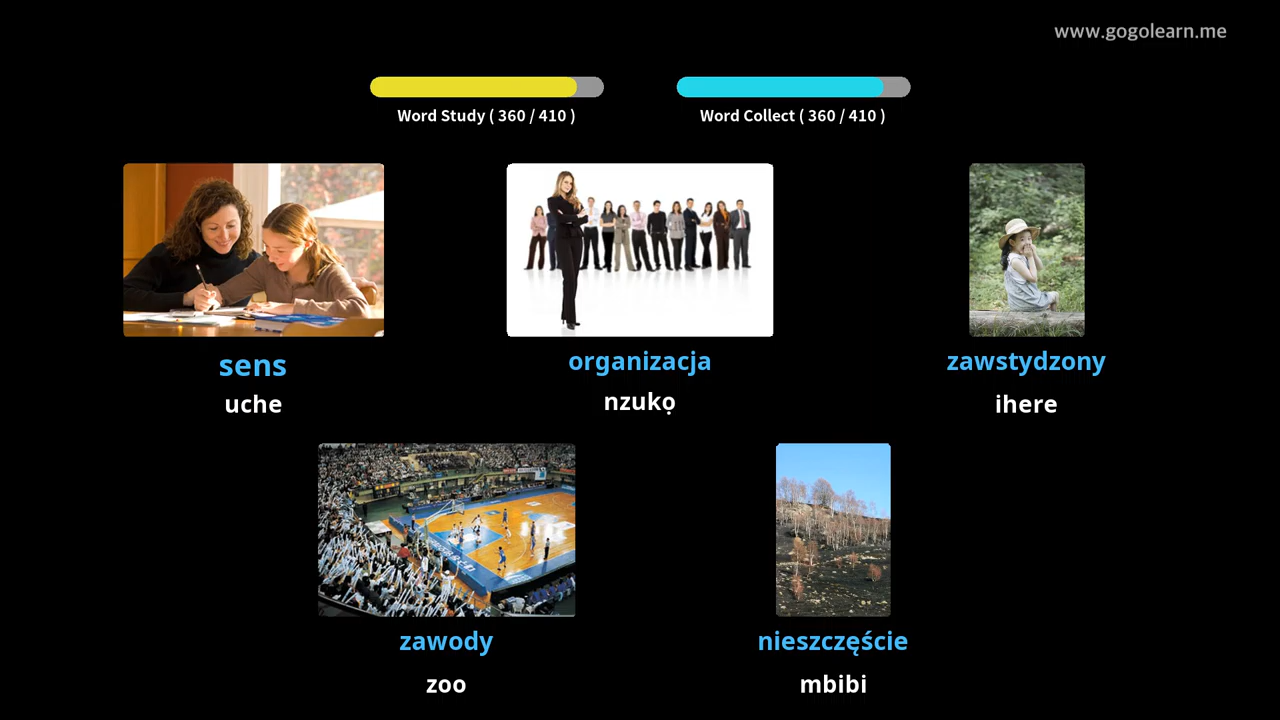 www.gogolearn.me
Word Study ( 360 / 410 )
Word Collect ( 360 / 410 )
sens
uche
organizacja
nzukọ
zawstydzony
ihere
zawody
zoo
nieszczęście
mbibi